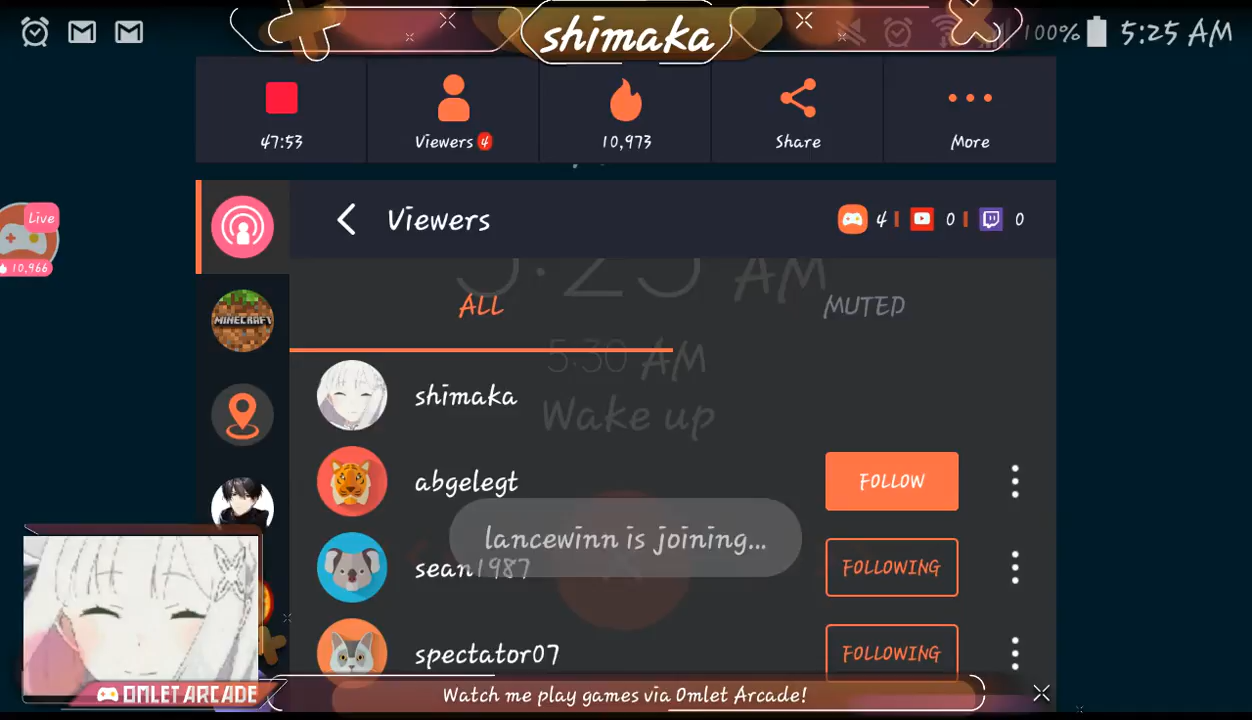 shimaka
100% 5:25 AM
47:53
Viewers 4
10,973
Share
More
Live
10,966
Viewers
4 0 0
5:25 AM
ALL
MUTED
MINECRAFT
5:30 AM
Wake up
shimaka
abgelegt
FOLLOW
lancewinn is joining...
sean1987
FOLLOWING
spectator07
FOLLOWING
OMLET ARCADE
Watch me play games via Omlet Arcade!